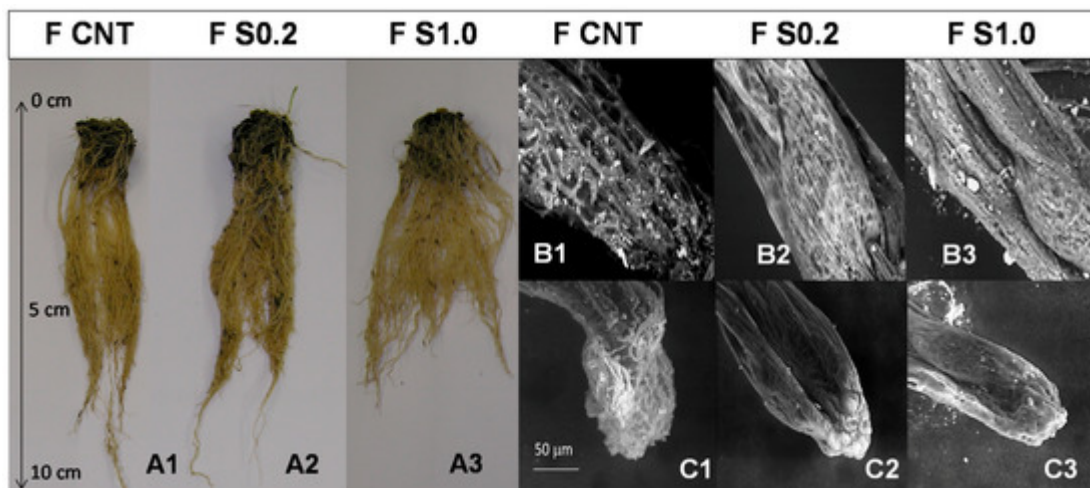 F CNT F S0.2 F S1.0 F CNT F S0.2 F S1.0
0 cm
5 cm
10 cm
A1 A2 A3
B1 B2 B3
50 µm
C1 C2 C3